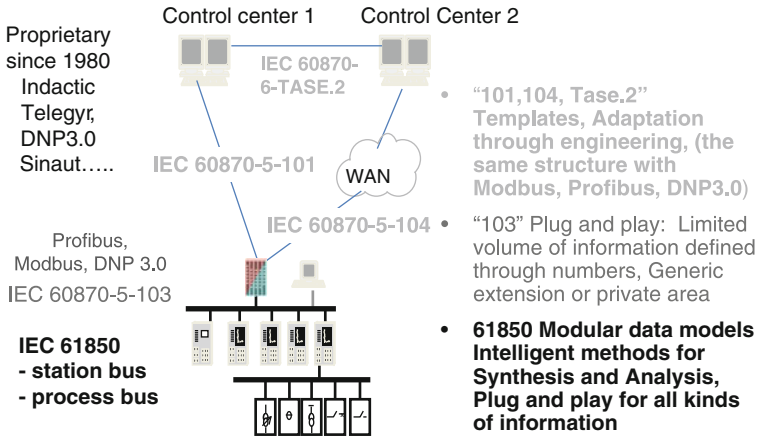 Control center 1
Control Center 2
Proprietary
since 1980
Indactic
Telegyr,
DNP3.0
Sinaut…..
IEC 60870-
6-TASE.2
IEC 60870-5-101
WAN
IEC 60870-5-104
Profibus,
Modbus, DNP 3.0
IEC 60870-5-103
IEC 61850
- station bus
- process bus
• “101,104, Tase.2”
Templates, Adaptation
through engineering, (the
same structure with
Modbus, Profibus, DNP3.0)
• “103” Plug and play: Limited
volume of information defined
through numbers, Generic
extension or private area
• 61850 Modular data models
Intelligent methods for
Synthesis and Analysis,
Plug and play for all kinds
of information